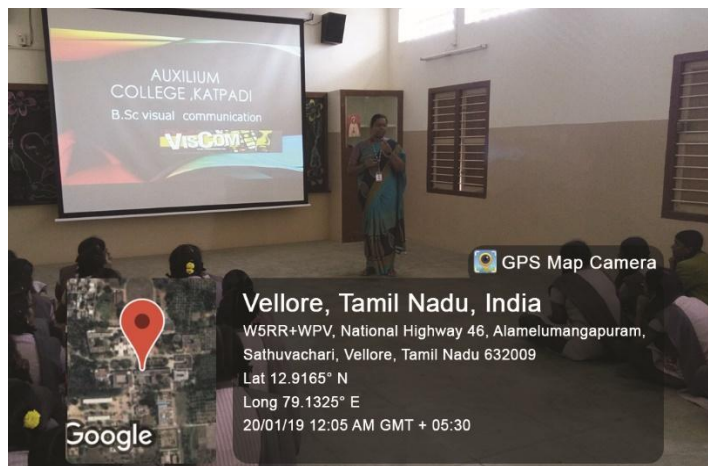 AUXILIUM
COLLEGE ,KATPADI
B.Sc visual communication
VISCOM
GPS Map Camera
Vellore, Tamil Nadu, India
W5RR+WPV, National Highway 46, Alamelumangapuram,
Sathuvachari, Vellore, Tamil Nadu 632009
Lat 12.9165° N
Long 79.1325° E
20/01/19 12:05 AM GMT + 05:30
Google